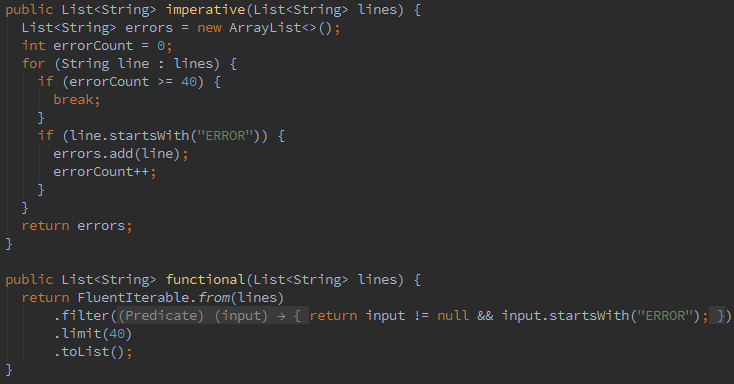 public List<String> imperative(List<String> lines) {
  List<String> errors = new ArrayList<>();
  int errorCount = 0;
  for (String line : lines) {
    if (errorCount >= 40) {
      break;
    }
    if (line.startsWith("ERROR")) {
      errors.add(line);
      errorCount++;
    }
  }
  return errors;
}

public List<String> functional(List<String> lines) {
  return FluentIterable.from(lines)
      .filter((Predicate) (input) → { return input != null && input.startsWith("ERROR"); })
      .limit(40)
      .toList();
}